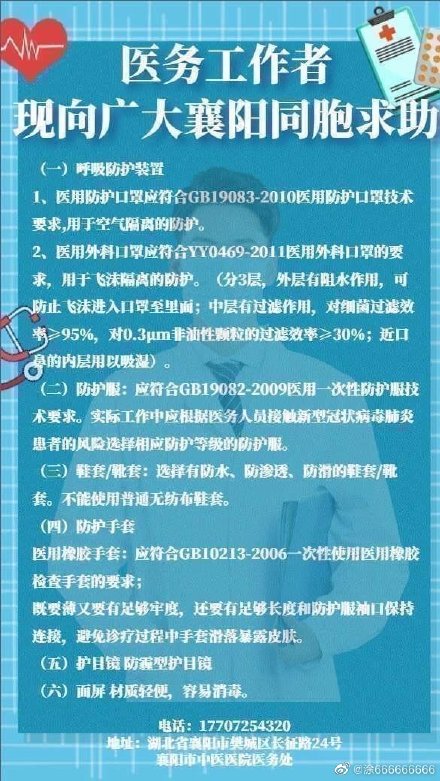 医务工作者
现向广大襄阳同胞求助
（一）呼吸防护装置
1、医用防护口罩应符合GB19083-2010医用防护口罩技术
要求,用于空气隔离的防护。
2、医用外科口罩应符合YY0469-2011医用外科口罩的要
求，用于飞沫隔离的防护。（分3层，外层有阻水作用，可
防止飞沫进入口罩至里面；中层有过滤作用，对细菌过滤效
率≥95%，对0.3μm非油性颗粒的过滤效率≥30%；近口
鼻的内层用以吸湿）。
（二）防护服：应符合GB19082-2009医用一次性防护服技
术要求。实际工作中应根据医务人员接触新型冠状病毒肺炎
患者的风险选择相应防护等级的防护服。
（三）鞋套/靴套：选择有防水、防渗透、防滑的鞋套/靴
套。不能使用普通无纺布鞋套。
（四）防护手套
医用橡胶手套：应符合GB10213-2006一次性使用医用橡胶
检查手套的要求；
既要薄又要有足够牢度，还要有足够长度和防护服袖口保持
连接，避免诊疗过程中手套滑落暴露皮肤。
（五）护目镜 防雾型护目镜
（六）面屏 材质轻便，容易消毒。
电话：17707254320
地址：湖北省襄阳市樊城区长征路24号
襄阳市中医医院医务处
@涂666666666